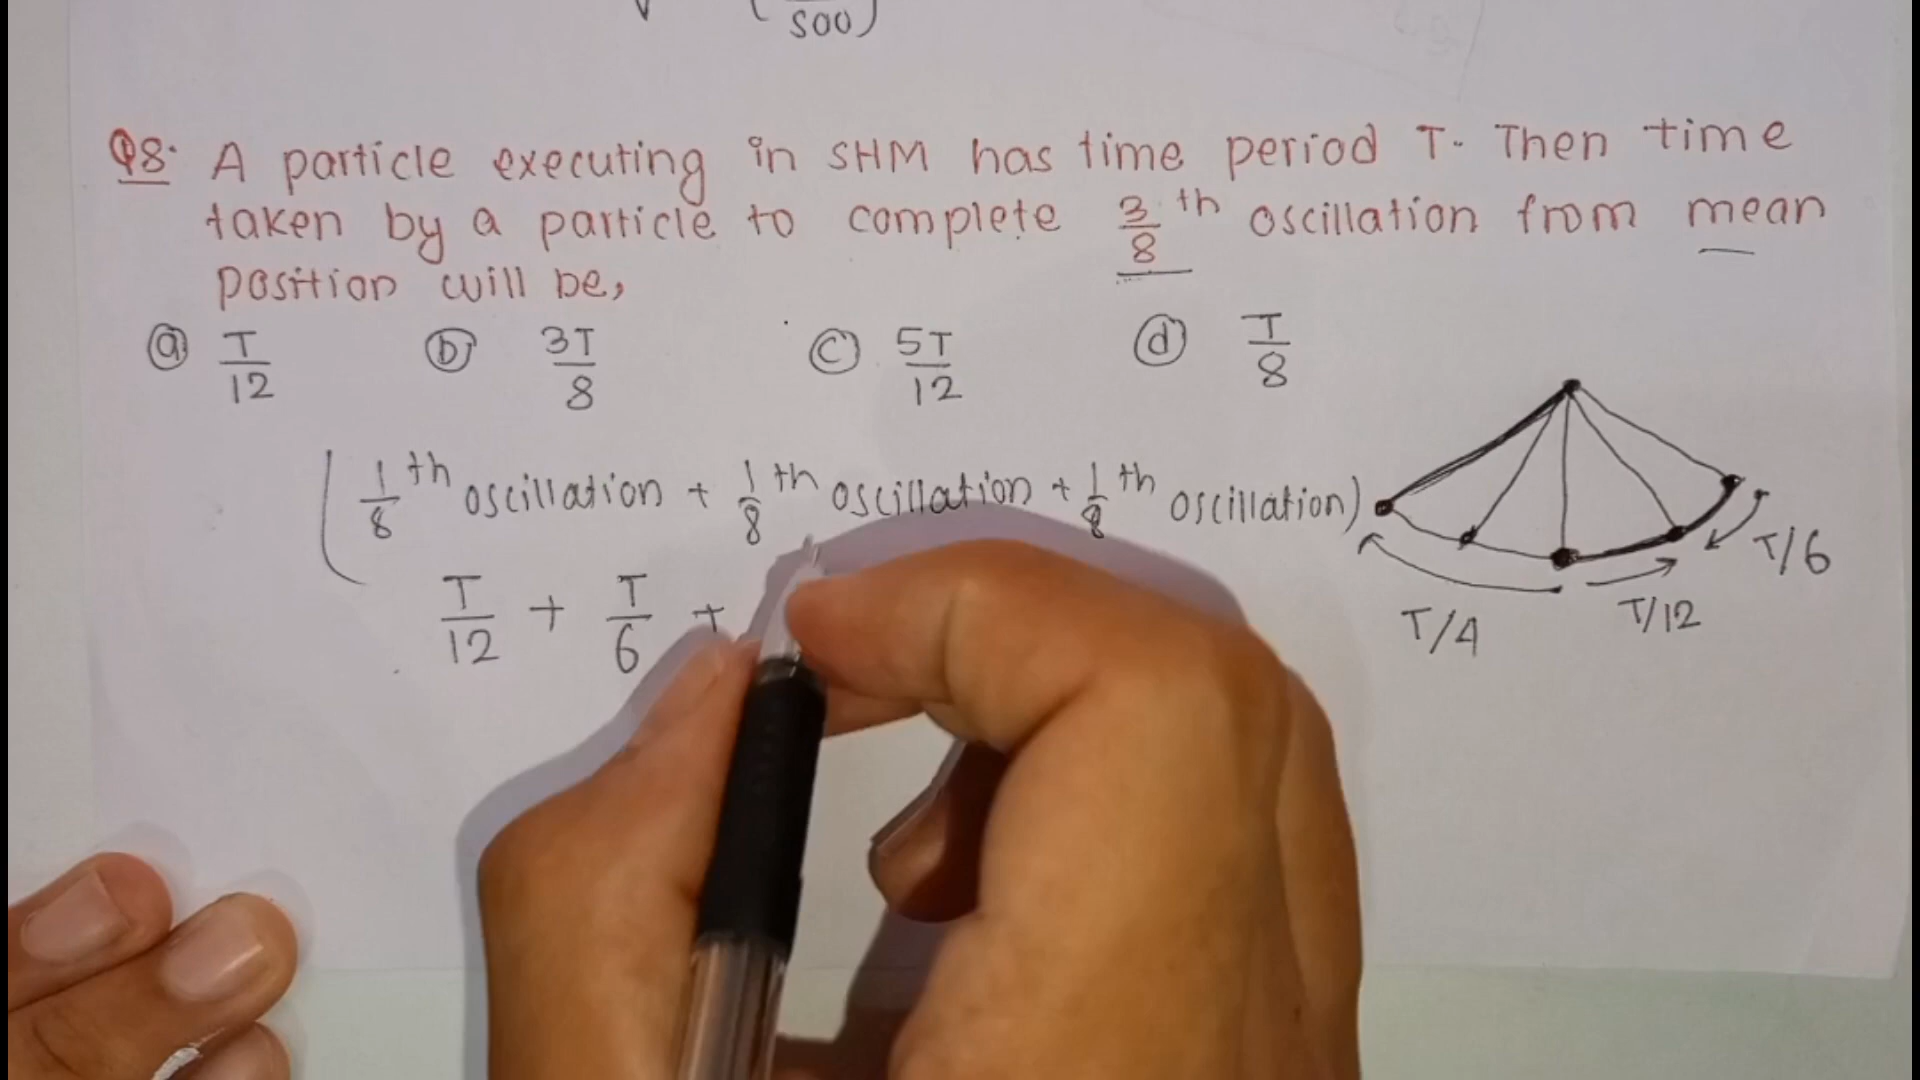 (500)
Q8. A particle executing in SHM has time period T. Then time
taken by a particle to complete 3/8 th oscillation from mean
position will be,
(a) T/12 (b) 3T/8 (c) 5T/12 (d) T/8
(1/8 th oscillation + 1/8 th oscillation + 1/8 th oscillation)
T/12 + T/6 +
T/6
T/4 T/12